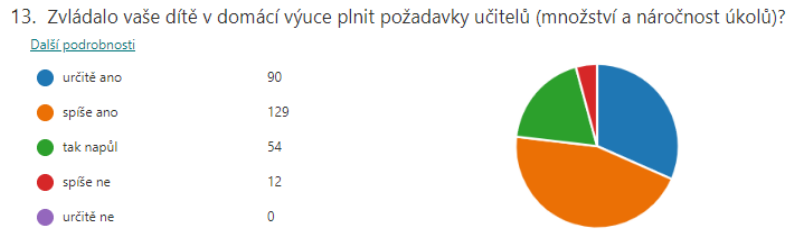 13. Zvládalo vaše dítě v domácí výuce plnit požadavky učitelů (množství a náročnost úkolů)?
Další podrobnosti
určitě ano 90
spíše ano 129
tak napůl 54
spíše ne 12
určitě ne 0